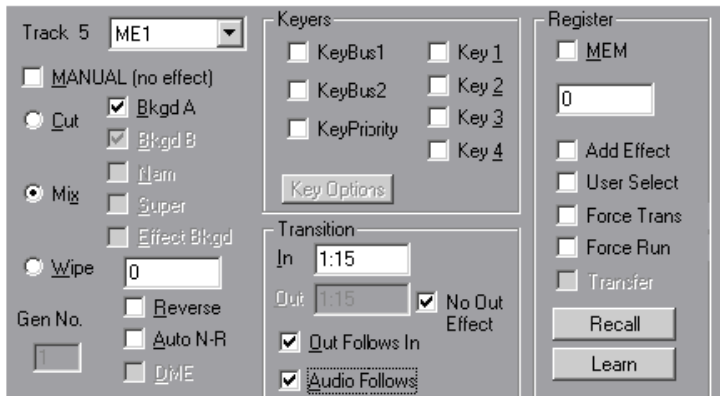 Track 5 ME1
MANUAL (no effect)
Cut
Bkgd A
Bkgd B
Nam
Mix
Super
Effect Bkgd
Wipe
0
Reverse
Gen No.
Auto N-R
1
DME
Keyers
KeyBus1
Key 1
KeyBus2
Key 2
KeyPriority
Key 3
Key 4
Key Options
Transition
In 1:15
Out 1:15
No Out
Effect
Out Follows In
Audio Follows
Register
MEM
0
Add Effect
User Select
Force Trans
Force Run
Transfer
Recall
Learn